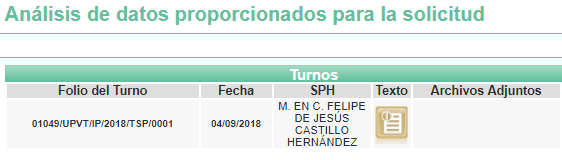 Análisis de datos proporcionados para la solicitud
Turnos
Folio del Turno Fecha SPH Texto Archivos Adjuntos
01049/UPVT/IP/2018/TSP/0001 04/09/2018 M. EN C. FELIPE
DE JESÚS
CASTILLO
HERNÁNDEZ